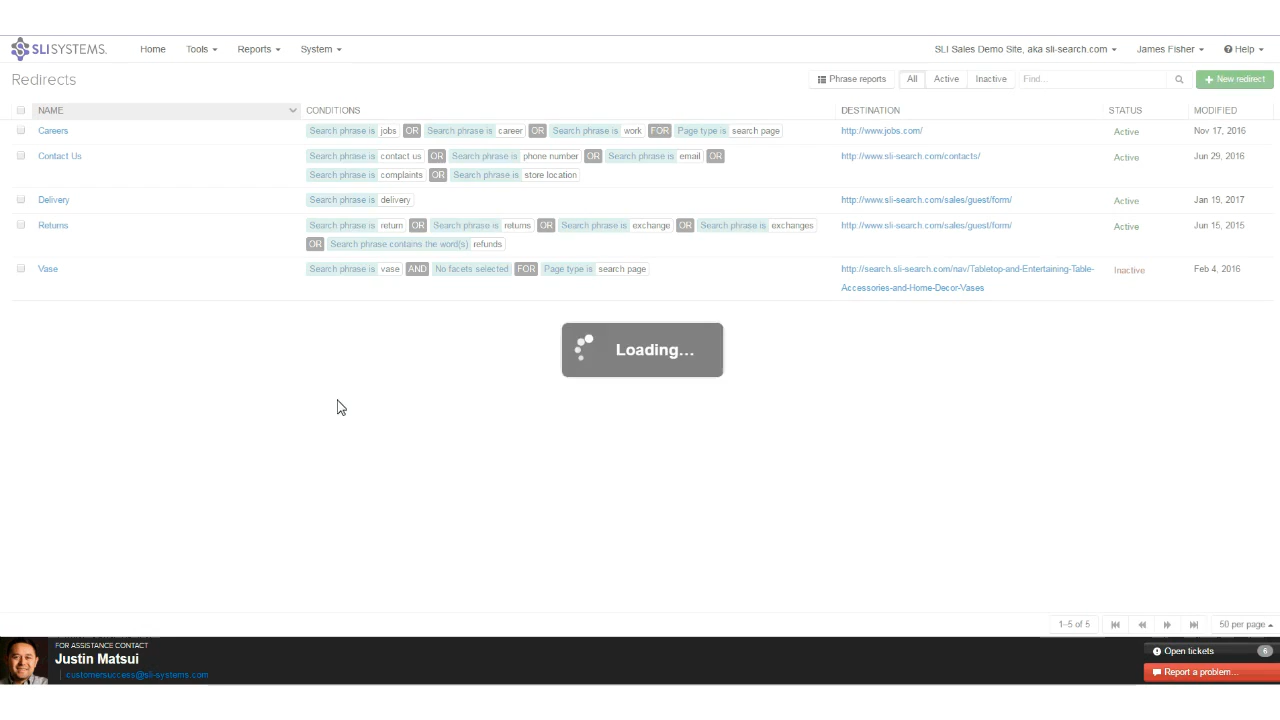 SLISYSTEMS. Home Tools Reports System SLI Sales Demo Site, aka sli-search.com James Fisher Help
Redirects Phrase reports All Active Inactive Find... New redirect
NAME CONDITIONS DESTINATION STATUS MODIFIED
Careers Search phrase is jobs OR Search phrase is career OR Search phrase is work FOR Page type is search page http://www.jobs.com/ Active Nov 17, 2016
Contact Us Search phrase is contact us OR Search phrase is phone number OR Search phrase is email OR http://www.sli-search.com/contacts/ Active Jun 29, 2016
Search phrase is complaints OR Search phrase is store location
Delivery Search phrase is delivery http://www.sli-search.com/sales/guest/form/ Active Jan 19, 2017
Returns Search phrase is return OR Search phrase is returns OR Search phrase is exchange OR Search phrase is exchanges http://www.sli-search.com/sales/guest/form/ Active Jun 15, 2015
OR Search phrase contains the word(s) refunds
Vase Search phrase is vase AND No facets selected FOR Page type is search page http://search.sli-search.com/nav/Tabletop-and-Entertaining-Table- Inactive Feb 4, 2016
Accessories-and-Home-Decor-Vases
Loading...
1–5 of 5 50 per page
FOR ASSISTANCE CONTACT
Justin Matsui
customersuccess@sli-systems.com
Open tickets 6
Report a problem...